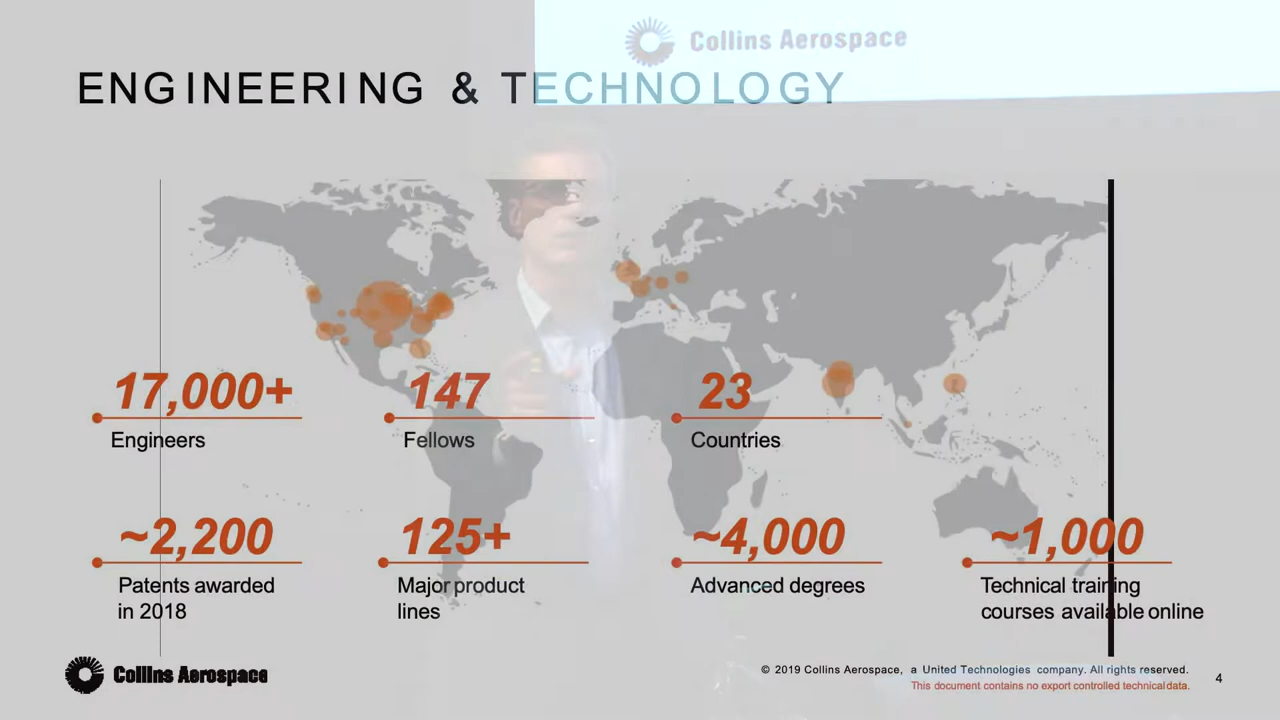 Collins Aerospace
ENGINEERING & TECHNOLOGY
17,000+
Engineers
147
Fellows
23
Countries
~2,200
Patents awarded
in 2018
125+
Major product
lines
~4,000
Advanced degrees
~1,000
Technical training
courses available online
Collins Aerospace
© 2019 Collins Aerospace, a United Technologies company. All rights reserved.
This document contains no export controlled technical data.
4